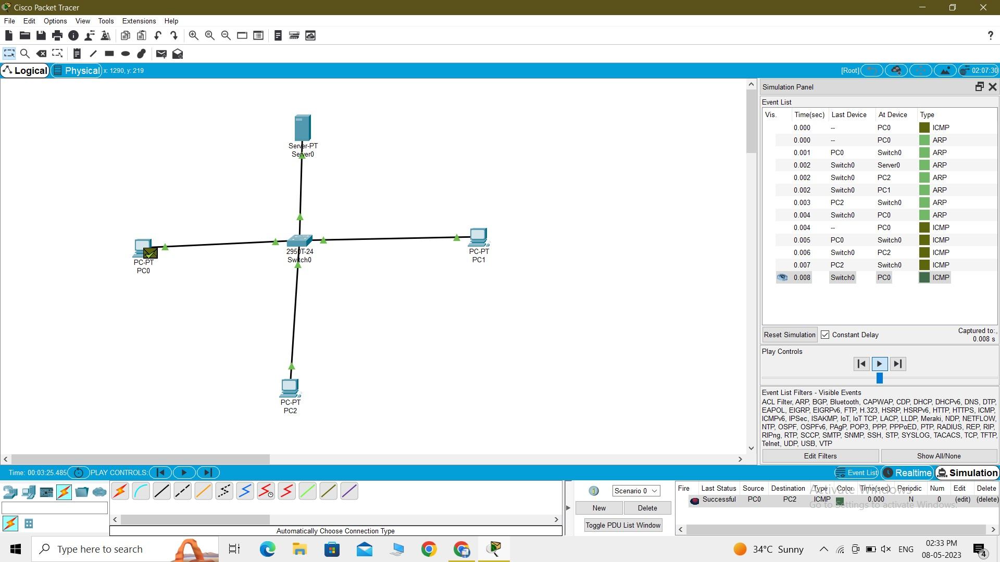 Cisco Packet Tracer
File Edit Options View Tools Extensions Help
Logical Physical x: 1290, y: 219 [Root] 02:07:30
Simulation Panel
Event List
Vis. Time(sec) Last Device At Device Type
0.000 -- PC0 ICMP
0.000 -- PC0 ARP
0.001 PC0 Switch0 ARP
0.002 Switch0 Server0 ARP
0.002 Switch0 PC2 ARP
0.002 Switch0 PC1 ARP
0.003 PC2 Switch0 ARP
0.004 Switch0 PC0 ARP
0.004 -- PC0 ICMP
0.005 PC0 Switch0 ICMP
0.006 Switch0 PC2 ICMP
0.007 PC2 Switch0 ICMP
0.008 Switch0 PC0 ICMP
Server-PT
Server0
PC-PT
PC0
2950T-24
Switch0
PC-PT
PC1
PC-PT
PC2
Reset Simulation Constant Delay Captured to:
0.008 s
Play Controls
Event List Filters - Visible Events
ACL Filter, ARP, BGP, Bluetooth, CAPWAP, CDP, DHCP, DHCPv6, DNS, DTP,
EAPOL, EIGRP, EIGRPv6, FTP, H.323, HSRP, HSRPv6, HTTP, HTTPS, ICMP,
ICMPv6, IPSec, ISAKMP, IoT, IoT TCP, LACP, LLDP, Meraki, NDP, NETFLOW,
NTP, OSPF, OSPFv6, PAgP, POP3, PPP, PPPoED, PTP, RADIUS, REP, RIP,
RIPng, RTP, SCCP, SMTP, SNMP, SSH, STP, SYSLOG, TACACS, TCP, TFTP,
Telnet, UDP, USB, VTP
Edit Filters Show All/None
Time: 00:03:25.485 PLAY CONTROLS: Event List Realtime Simulation
1 Scenario 0
New Delete
Toggle PDU List Window
Fire Last Status Source Destination Type Color Time(sec) Periodic Num Edit Delete
Successful PC0 PC2 ICMP 0.000 N 0 (edit) (delete)
Activate Windows
Go to Settings to activate Windows.
Automatically Choose Connection Type
Type here to search
34°C Sunny ENG 02:33 PM
08-05-2023 4